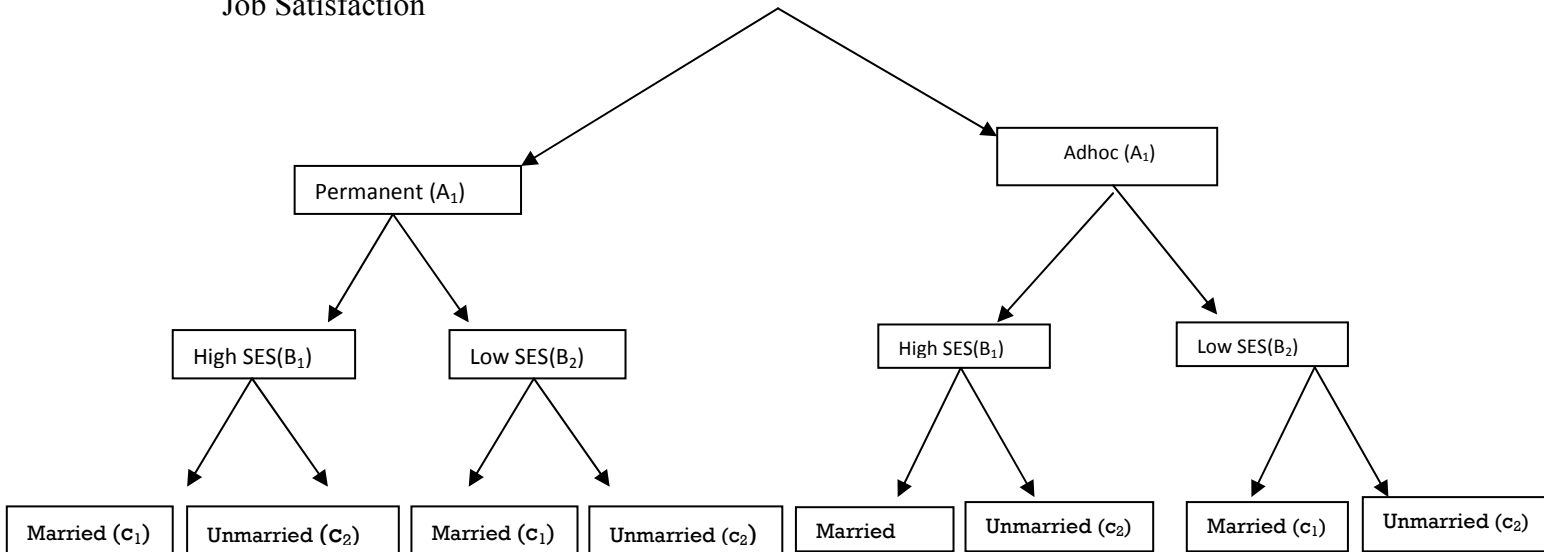 Job Satisfaction
Adhoc (A₁)
Permanent (A₁)
High SES(B₁)
Low SES(B₂)
High SES(B₁)
Low SES(B₂)
Married (c₁)
Unmarried (c₂)
Married (c₁)
Unmarried (c₂)
Married
Unmarried (c₂)
Married (c₁)
Unmarried (c₂)